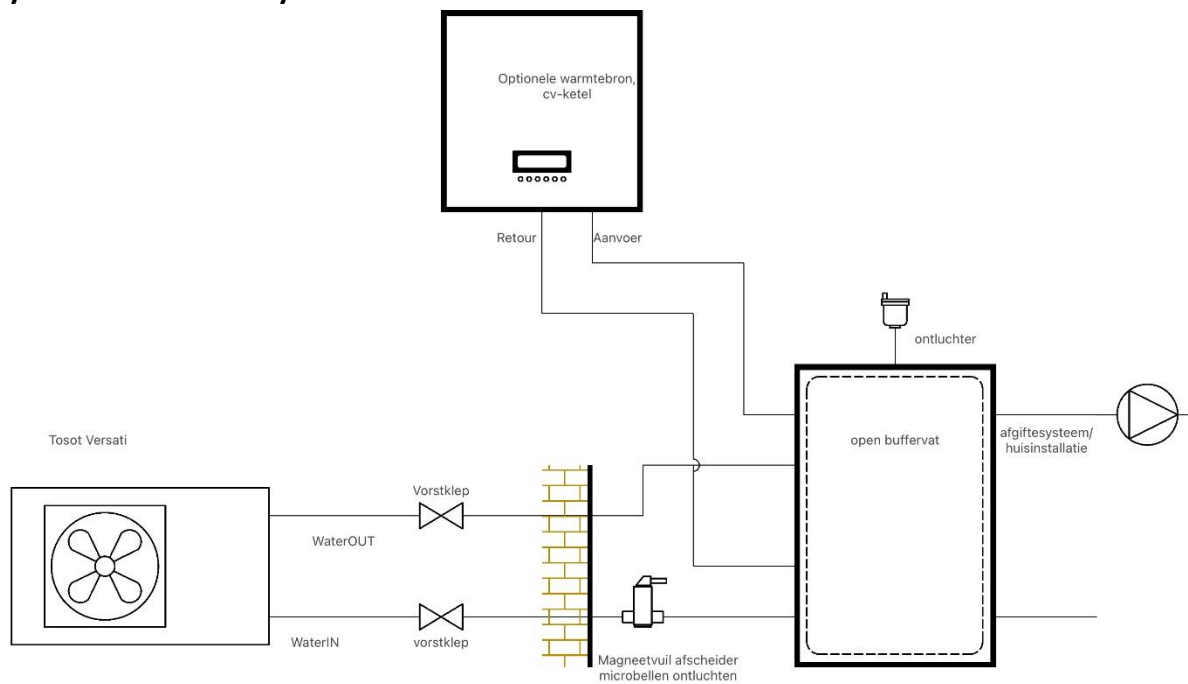 Optionele warmtebron,
cv-ketel
Retour
Aanvoer
ontluchter
Tosot Versati
open buffervat
afgiftesysteem/
huisinstallatie
Vorstklep
WaterOUT
WaterIN
vorstklep
Magneetvuil afscheider
microbellen ontluchten